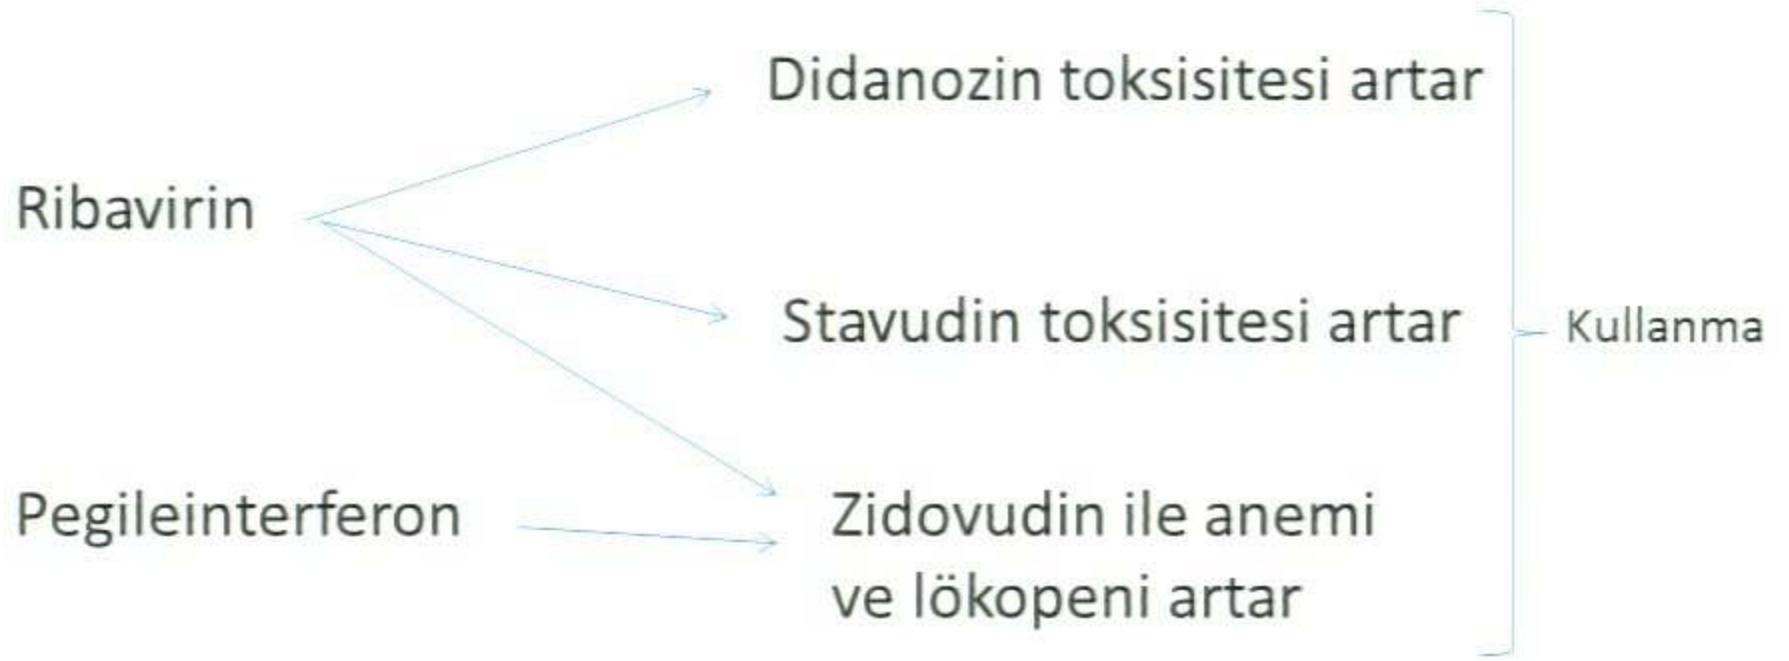 Didanozin toksisitesi artar
Ribavirin
Stavudin toksisitesi artar
Kullanma
Pegileinterferon
Zidovudin ile anemi
ve lökopeni artar